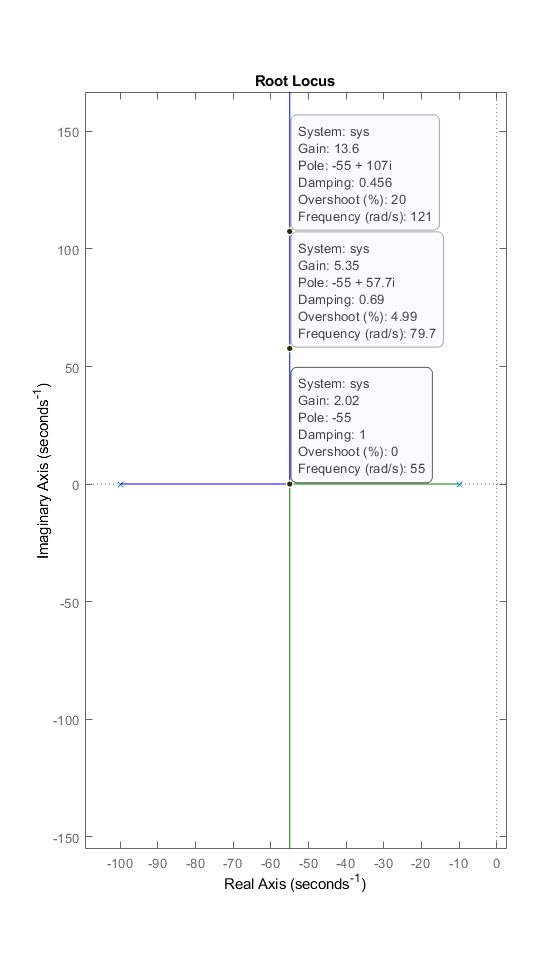 Root Locus
System: sys
Gain: 13.6
Pole: -55 + 107i
Damping: 0.456
Overshoot (%): 20
Frequency (rad/s): 121
System: sys
Gain: 5.35
Pole: -55 + 57.7i
Damping: 0.69
Overshoot (%): 4.99
Frequency (rad/s): 79.7
System: sys
Gain: 2.02
Pole: -55
Damping: 1
Overshoot (%): 0
Frequency (rad/s): 55
150
100
50
0
-50
-100
-150
Imaginary Axis (seconds⁻¹)
-100 -90 -80 -70 -60 -50 -40 -30 -20 -10 0
Real Axis (seconds⁻¹)